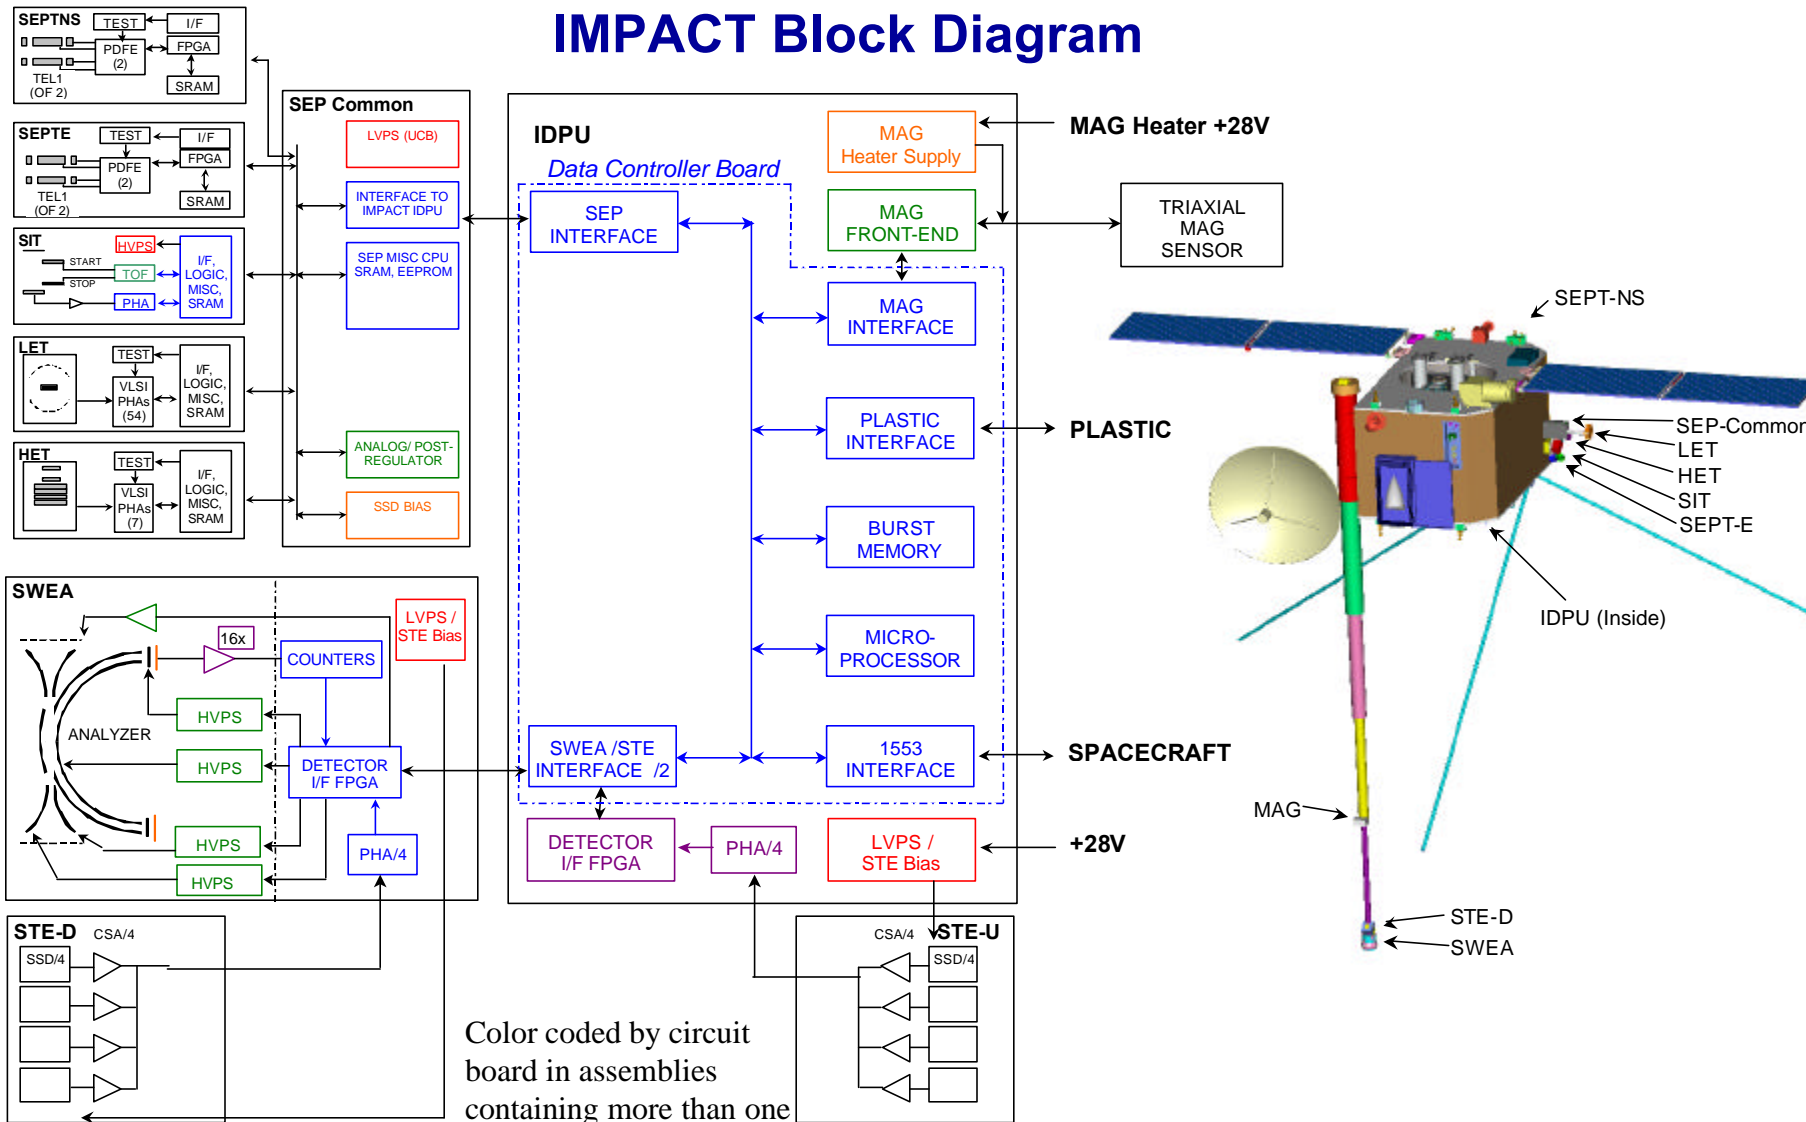 IMPACT Block Diagram
SEPTNS
TEST
I/F
PDFE
(2)
FPGA
SRAM
TEL1
(OF 2)
SEPTE
TEST
I/F
PDFE
(2)
FPGA
SRAM
TEL1
(OF 2)
SIT
HVPS
START
TOF
STOP
PHA
I/F,
LOGIC,
MISC,
SRAM
LET
TEST
VLSI
PHAs
(54)
I/F,
LOGIC,
MISC,
SRAM
HET
TEST
VLSI
PHAs
(7)
I/F,
LOGIC,
MISC,
SRAM
SEP Common
LVPS (UCB)
INTERFACE TO
IMPACT IDPU
SEP MISC CPU
SRAM, EEPROM
ANALOG/ POST-
REGULATOR
SSD BIAS
IDPU
Data Controller Board
MAG
Heater Supply
MAG Heater +28V
SEP
INTERFACE
MAG
FRONT-END
TRIAXIAL
MAG
SENSOR
MAG
INTERFACE
PLASTIC
INTERFACE
PLASTIC
BURST
MEMORY
MICRO-
PROCESSOR
SWEA /STE
INTERFACE /2
1553
INTERFACE
SPACECRAFT
DETECTOR
I/F FPGA
PHA/4
LVPS /
STE Bias
+28V
SWEA
16x
COUNTERS
LVPS /
STE Bias
HVPS
ANALYZER
HVPS
DETECTOR
I/F FPGA
HVPS
PHA/4
HVPS
STE-D
CSA/4
SSD/4
CSA/4
STE-U
SSD/4
Color coded by circuit
board in assemblies
containing more than one
SEPT-NS
SEP-Common
LET
HET
SIT
SEPT-E
IDPU (Inside)
MAG
STE-D
SWEA